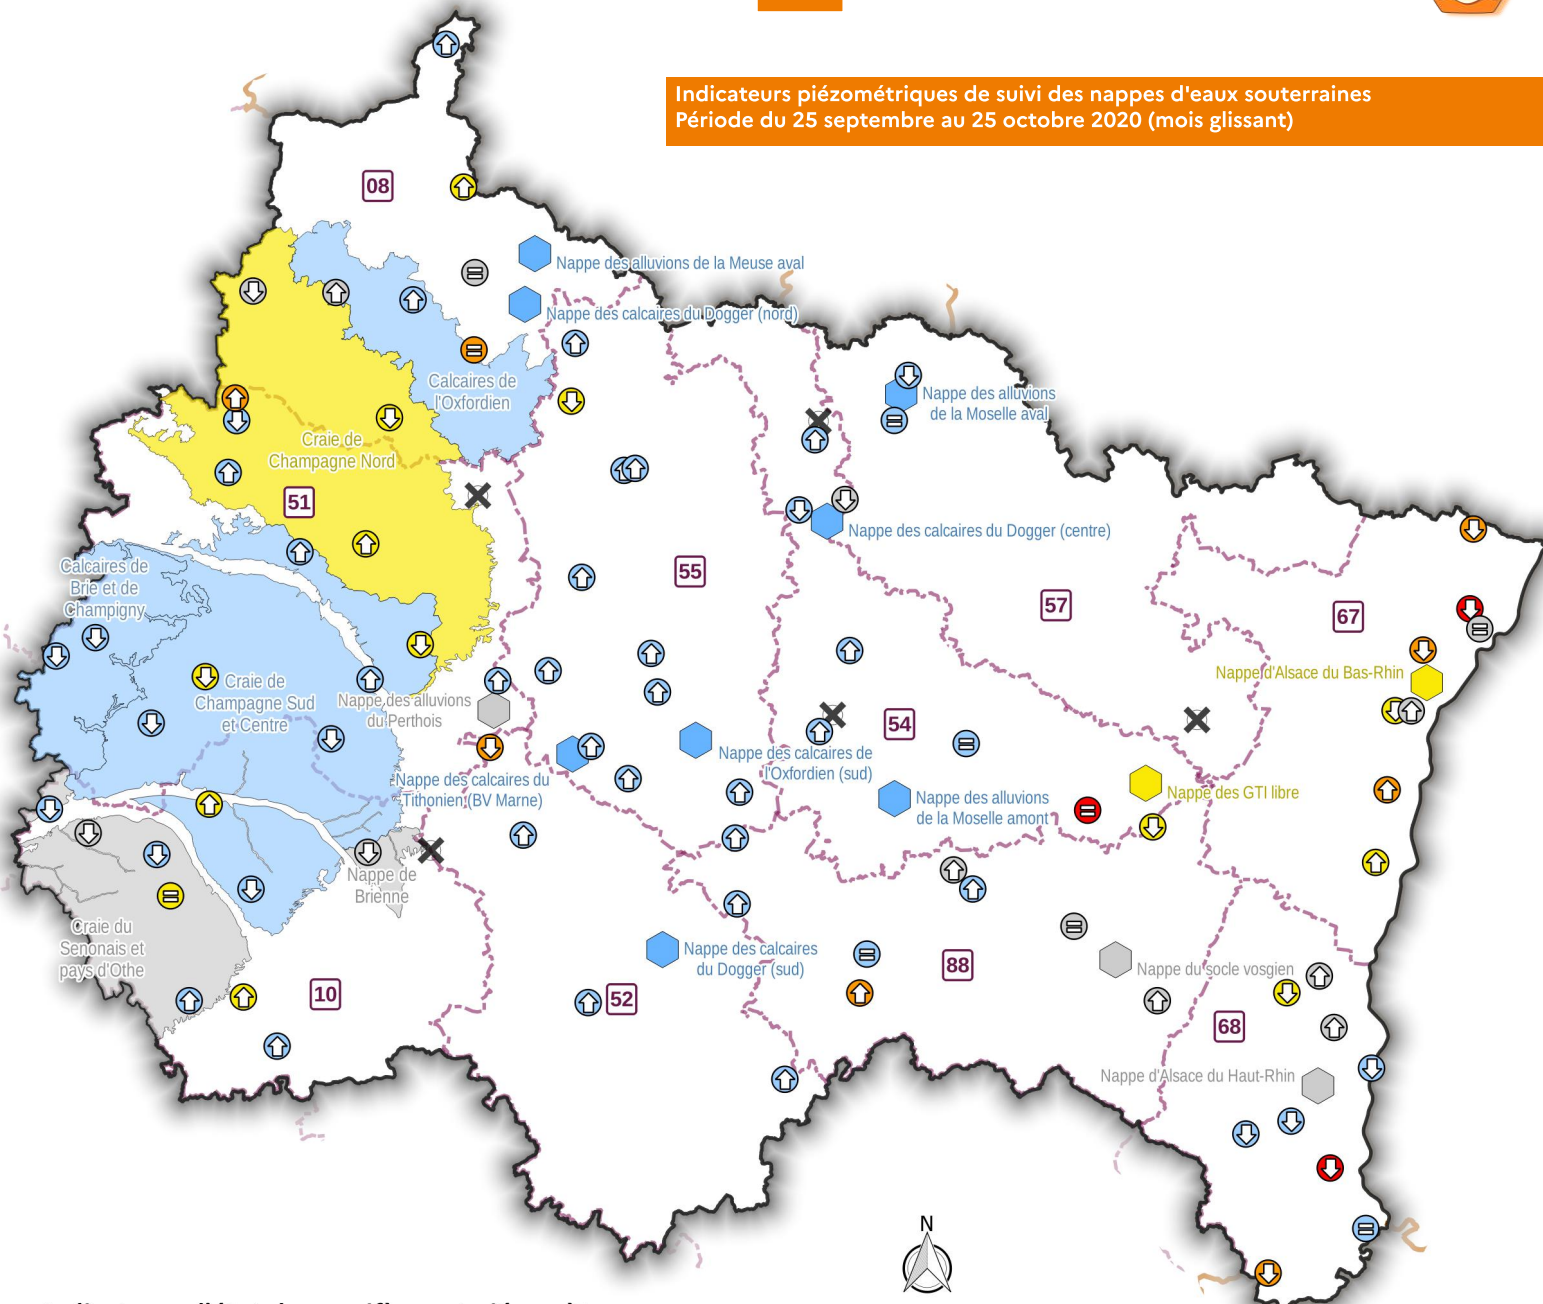 Indicateurs piézométriques de suivi des nappes d'eaux souterraines
Période du 25 septembre au 25 octobre 2020 (mois glissant)
08
Nappe des alluvions de la Meuse aval
Nappe des calcaires du Dogger (nord)
Calcaires de
l'Oxfordien
Nappe des alluvions
de la Moselle aval
Craie de
Champagne Nord
51
Nappe des calcaires du Dogger (centre)
Calcaires de
Brie et de
Champigny
55
57
67
Nappe d'Alsace du Bas-Rhin
Craie de
Champagne Sud
et Centre
Nappe des alluvions
du Perthois
54
Nappe des calcaires de
l'Oxfordien (sud)
Nappe des calcaires du
Tithonien (BV Marne)
Nappe des alluvions
de la Moselle amont
Nappe des GTI libre
Nappe de
Brienne
Craie du
Senonais et
pays d'Othe
Nappe des calcaires
du Dogger (sud)
88
Nappe du socle vosgien
10
52
68
Nappe d'Alsace du Haut-Rhin
N